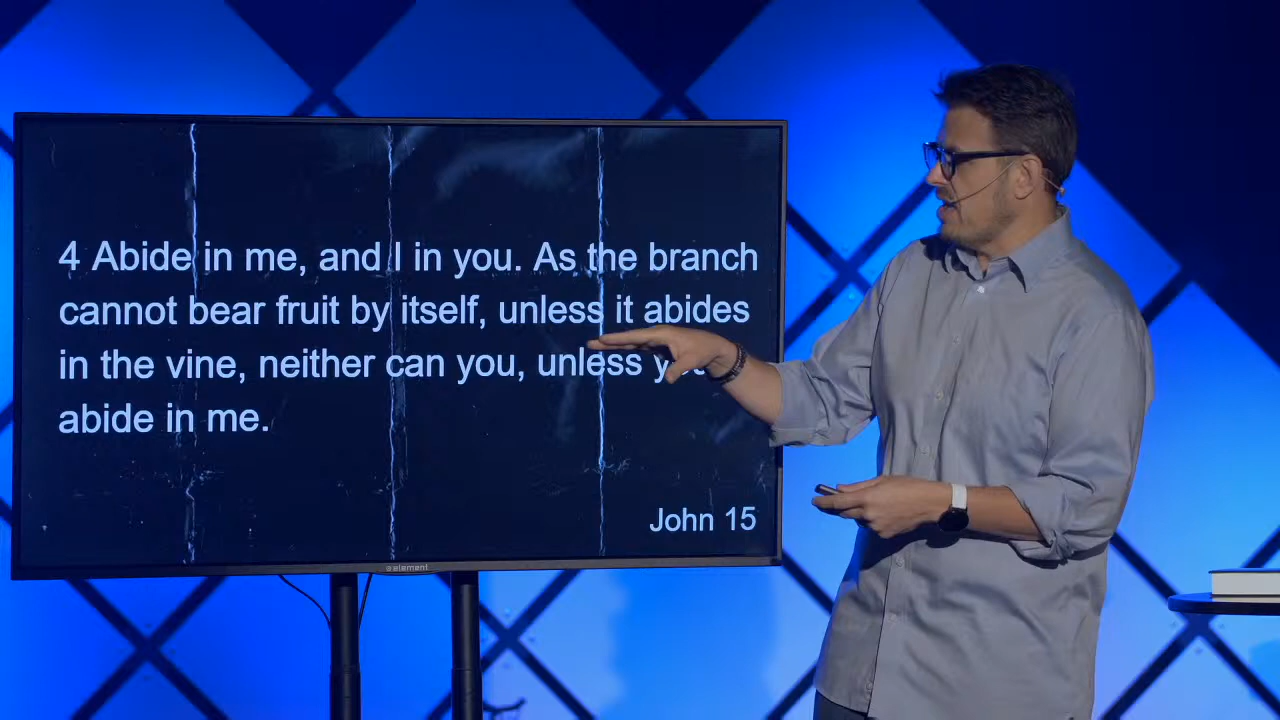 4 Abide in me, and I in you. As the branch
cannot bear fruit by itself, unless it abides
in the vine, neither can you, unless
abide in me.
John 15
element